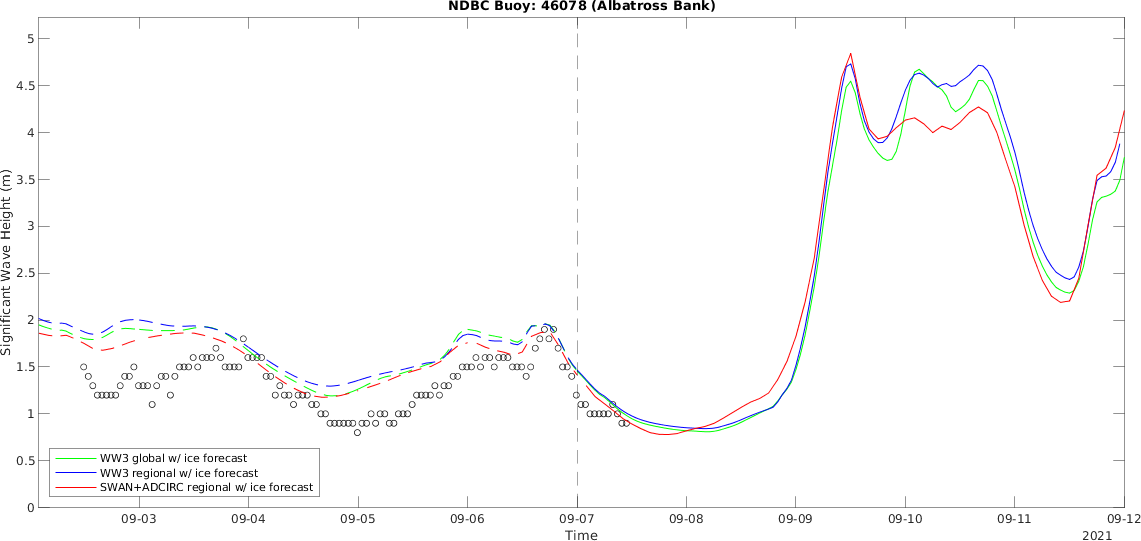 NDBC Buoy: 46078 (Albatross Bank)
Significant Wave Height (m)
5
4.5
4
3.5
3
2.5
2
1.5
1
0.5
0
WW3 global w/ ice forecast
WW3 regional w/ ice forecast
SWAN+ADCIRC regional w/ ice forecast
09-03 09-04 09-05 09-06 09-07 09-08 09-09 09-10 09-11 09-12
Time
2021